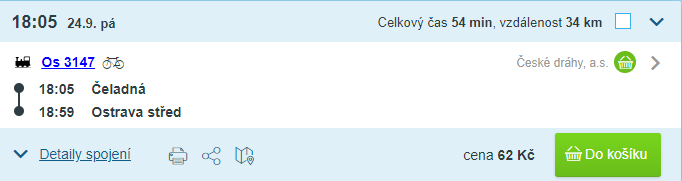 18:05 24.9. pá Celkový čas 54 min, vzdálenost 34 km
Os 3147 České dráhy, a.s.
18:05 Čeladná
18:59 Ostrava střed
Detaily spojení cena 62 Kč Do košíku